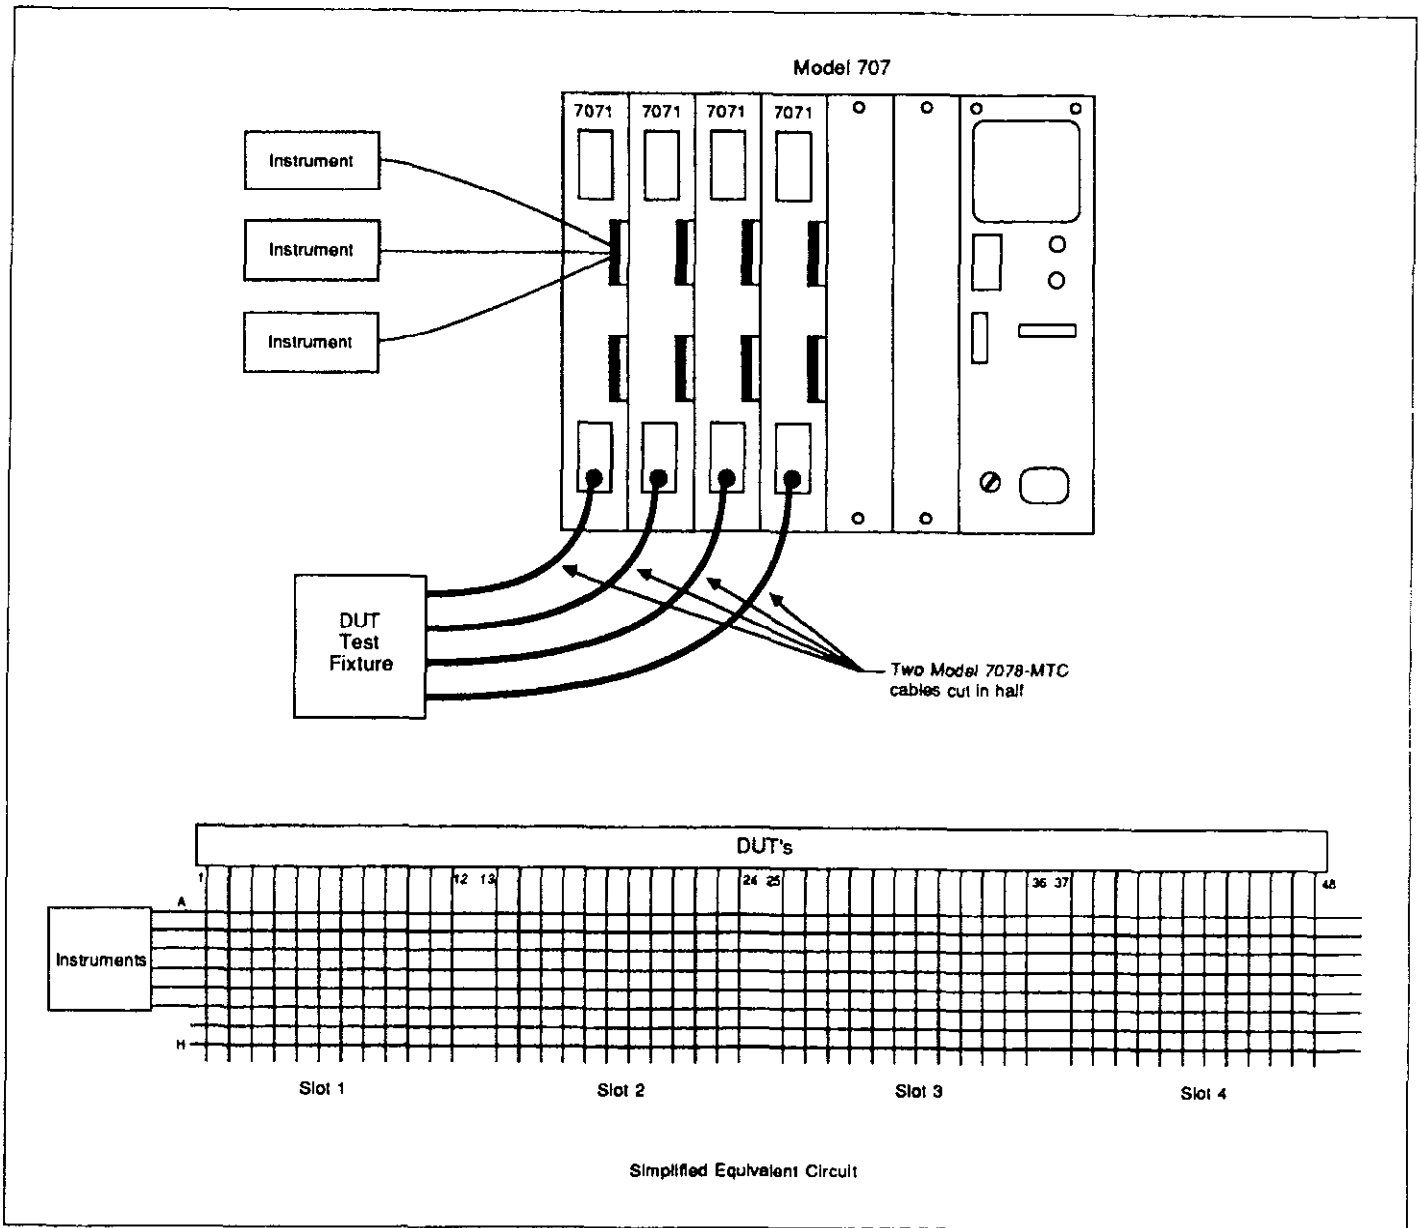 Model 707
7071 7071 7071 7071
Instrument
Instrument
Instrument
DUT
Test
Fixture
Two Model 7078-MTC
cables cut in half
DUT's
1 12 13 24 25 36 37 48
A
Instruments
H
Slot 1 Slot 2 Slot 3 Slot 4
Simplified Equivalent Circuit